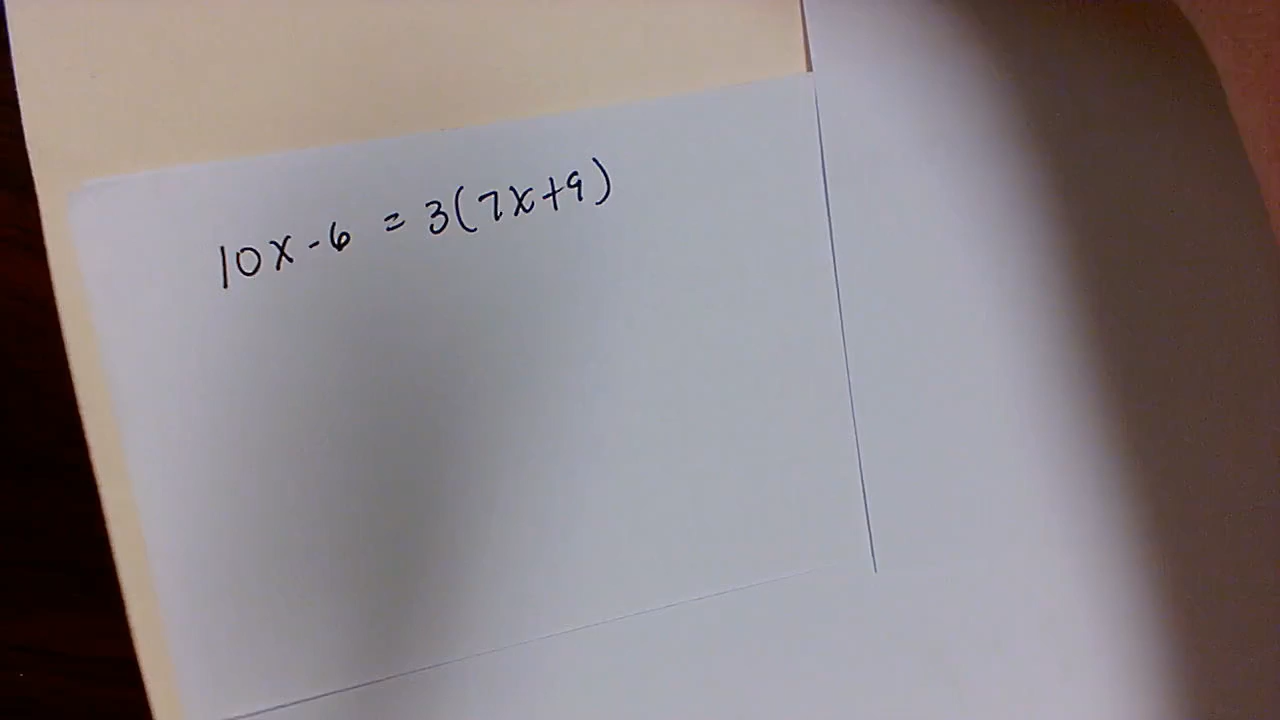 10x - 6 = 3(7x+9)